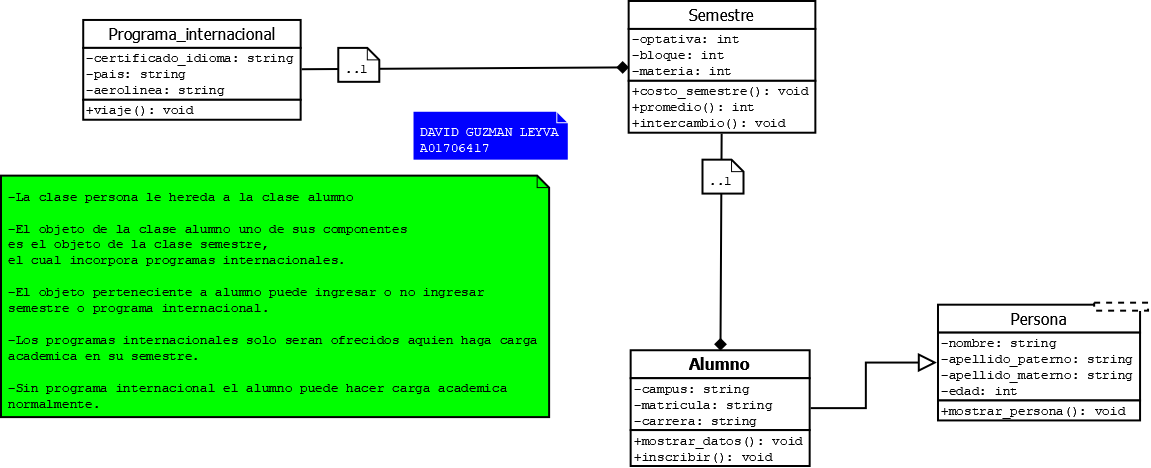 Programa_internacional
-certificado_idioma: string
-pais: string
-aerolinea: string
+viaje(): void
..1
Semestre
-optativa: int
-bloque: int
-materia: int
+costo_semestre(): void
+promedio(): int
+intercambio(): void
DAVID GUZMAN LEYVA
A01706417
..1
-La clase persona le hereda a la clase alumno
-El objeto de la clase alumno uno de sus componentes
es el objeto de la clase semestre,
el cual incorpora programas internacionales.
-El objeto perteneciente a alumno puede ingresar o no ingresar
semestre o programa internacional.
-Los programas internacionales solo seran ofrecidos aquien haga carga
academica en su semestre.
-Sin programa internacional el alumno puede hacer carga academica
normalmente.
Alumno
-campus: string
-matricula: string
-carrera: string
+mostrar_datos(): void
+inscribir(): void
Persona
-nombre: string
-apellido_paterno: string
-apellido_materno: string
-edad: int
+mostrar_persona(): void